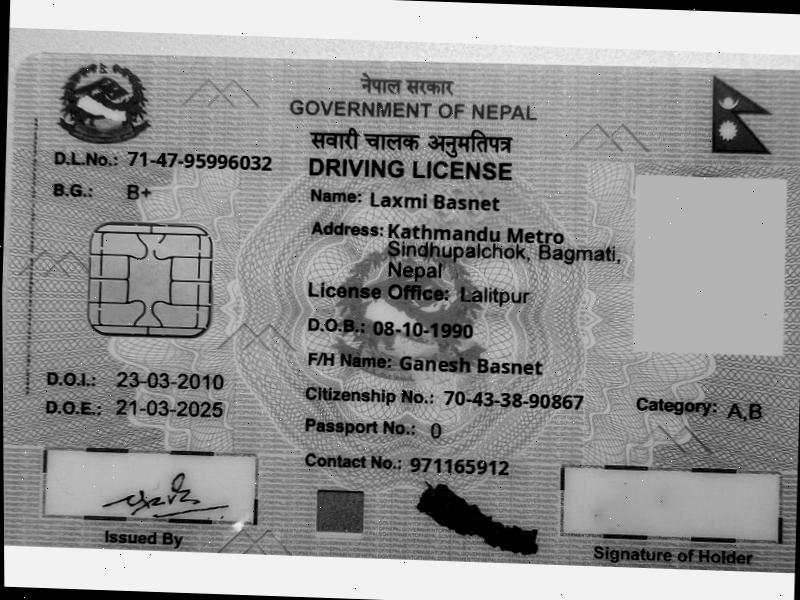 नेपाल सरकार
GOVERNMENT OF NEPAL
सवारी चालक अनुमतिपत्र
DRIVING LICENSE
D.L.No.: 71-47-95996032
B.G.: B+
Name: Laxmi Basnet
Address: Kathmandu Metro
Sindhupalchok, Bagmati,
Nepal
License Office: Lalitpur
D.O.B.: 08-10-1990
F/H Name: Ganesh Basnet
D.O.I.: 23-03-2010
D.O.E.: 21-03-2025
Citizenship No.: 70-43-38-90867
Category: A,B
Passport No.: 0
Contact No.: 971165912
Issued By
Signature of Holder